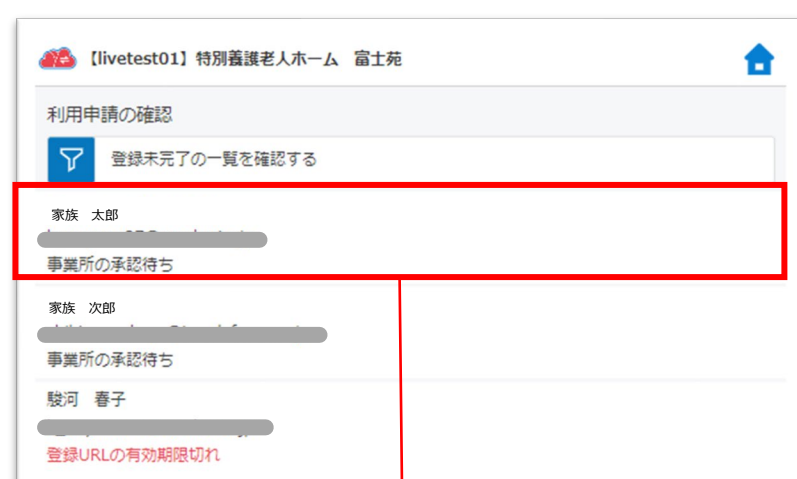 【livetest01】特別養護老人ホーム　富士苑
利用申請の確認
登録未完了の一覧を確認する
家族　太郎
事業所の承認待ち
家族　次郎
事業所の承認待ち
駿河　春子
登録URLの有効期限切れ